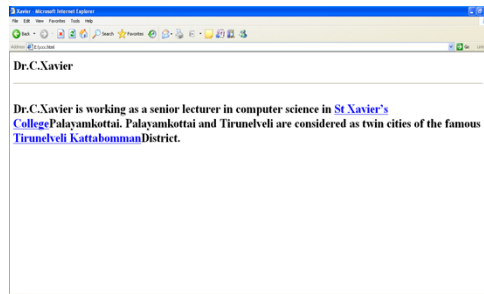 Xavier - Microsoft Internet Explorer
File Edit View Favorites Tools Help
Back Search Favorites
Address
Go
Dr.C.Xavier
Dr.C.Xavier is working as a senior lecturer in computer science in St Xavier's
CollegePalayamkottai. Palayamkottai and Tirunelveli are considered as twin cities of the famous
Tirunelveli KattabommanDistrict.